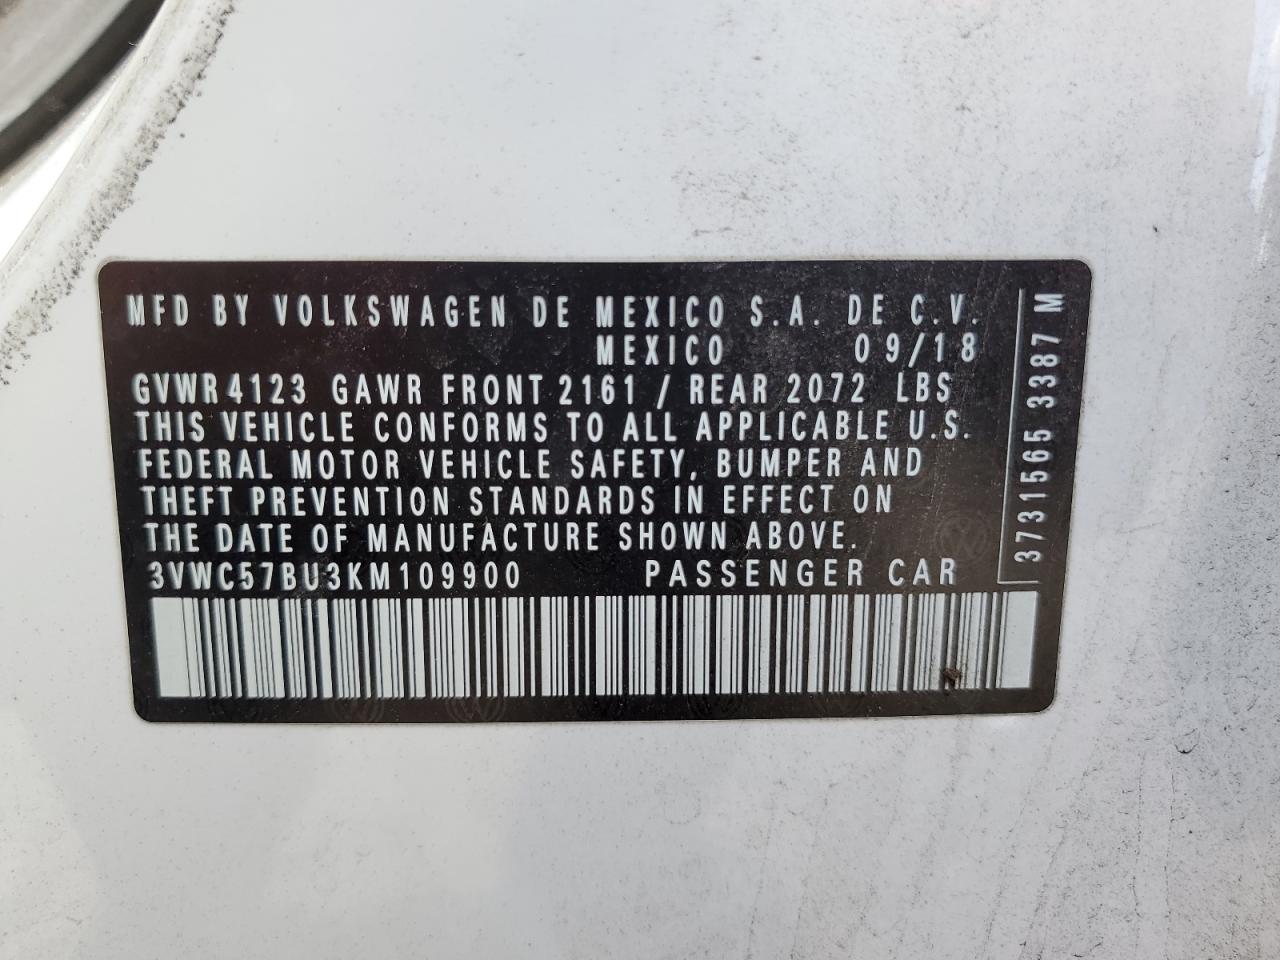 MFD BY VOLKSWAGEN DE MEXICO S.A. DE C.V.
MEXICO 09/18
GVWR 4123 GAWR FRONT 2161 / REAR 2072 LBS
THIS VEHICLE CONFORMS TO ALL APPLICABLE U.S.
FEDERAL MOTOR VEHICLE SAFETY, BUMPER AND
THEFT PREVENTION STANDARDS IN EFFECT ON
THE DATE OF MANUFACTURE SHOWN ABOVE.
3VWC57BU3KM109900 PASSENGER CAR
3731565 3387 M